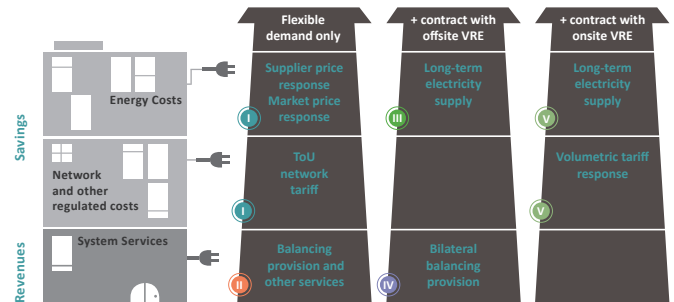 Flexible
demand only
+ contract with
offsite VRE
+ contract with
onsite VRE
Savings
Energy Costs
Supplier price
response
Market price
response
I
Long-term
electricity
supply
III
Long-term
electricity
supply
V
Network
and other
regulated costs
ToU
network
tariff
I
Volumetric tariff
response
V
Revenues
System Services
Balancing
provision and
other services
II
Bilateral
balancing
provision
IV